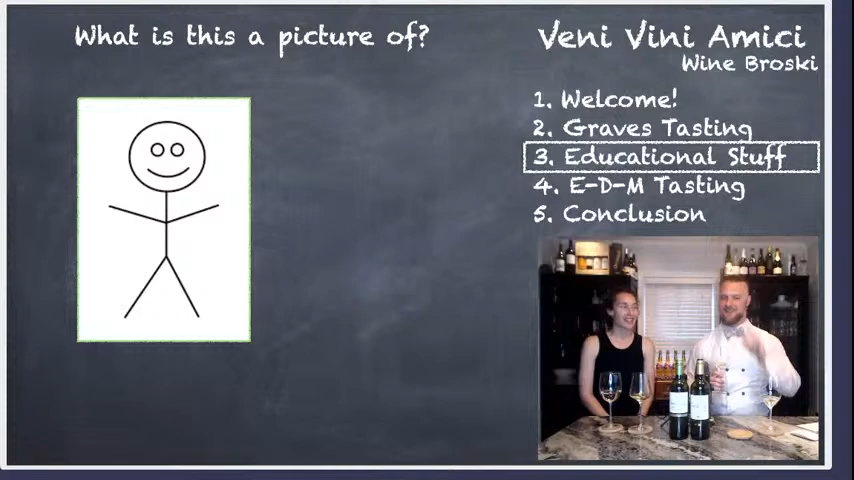 What is this a picture of?
Veni Vini Amici
Wine Broski
1. Welcome!
2. Graves Tasting
3. Educational Stuff
4. E-D-M Tasting
5. Conclusion